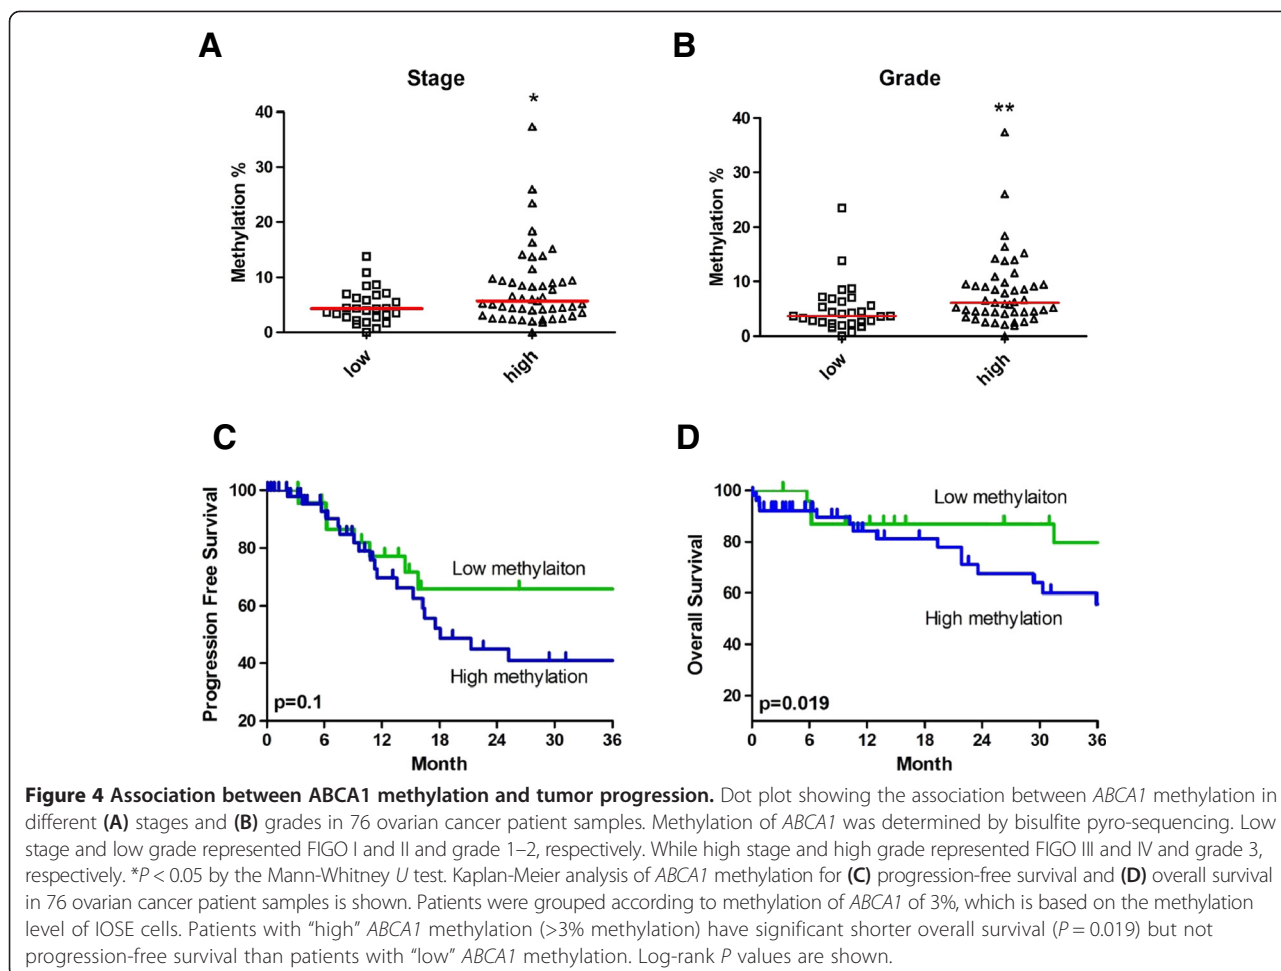 A
B
Stage
Grade
*
**
40
30
20
10
0
Methylation %
low
high
40
30
20
10
0
Methylation %
low
high
C
D
100
80
60
40
20
Progression Free Survival
Low methylaiton
High methylation
p=0.1
0 6 12 18 24 30 36
Month
100
80
60
40
20
Overall Survival
Low methylaiton
High methylation
p=0.019
0 6 12 18 24 30 36
Month
Figure 4 Association between ABCA1 methylation and tumor progression. Dot plot showing the association between ABCA1 methylation in
different (A) stages and (B) grades in 76 ovarian cancer patient samples. Methylation of ABCA1 was determined by bisulfite pyro-sequencing. Low
stage and low grade represented FIGO I and II and grade 1–2, respectively. While high stage and high grade represented FIGO III and IV and grade 3,
respectively. *P < 0.05 by the Mann-Whitney U test. Kaplan-Meier analysis of ABCA1 methylation for (C) progression-free survival and (D) overall survival
in 76 ovarian cancer patient samples is shown. Patients were grouped according to methylation of ABCA1 of 3%, which is based on the methylation
level of IOSE cells. Patients with “high” ABCA1 methylation (>3% methylation) have significant shorter overall survival (P = 0.019) but not
progression-free survival than patients with “low” ABCA1 methylation. Log-rank P values are shown.